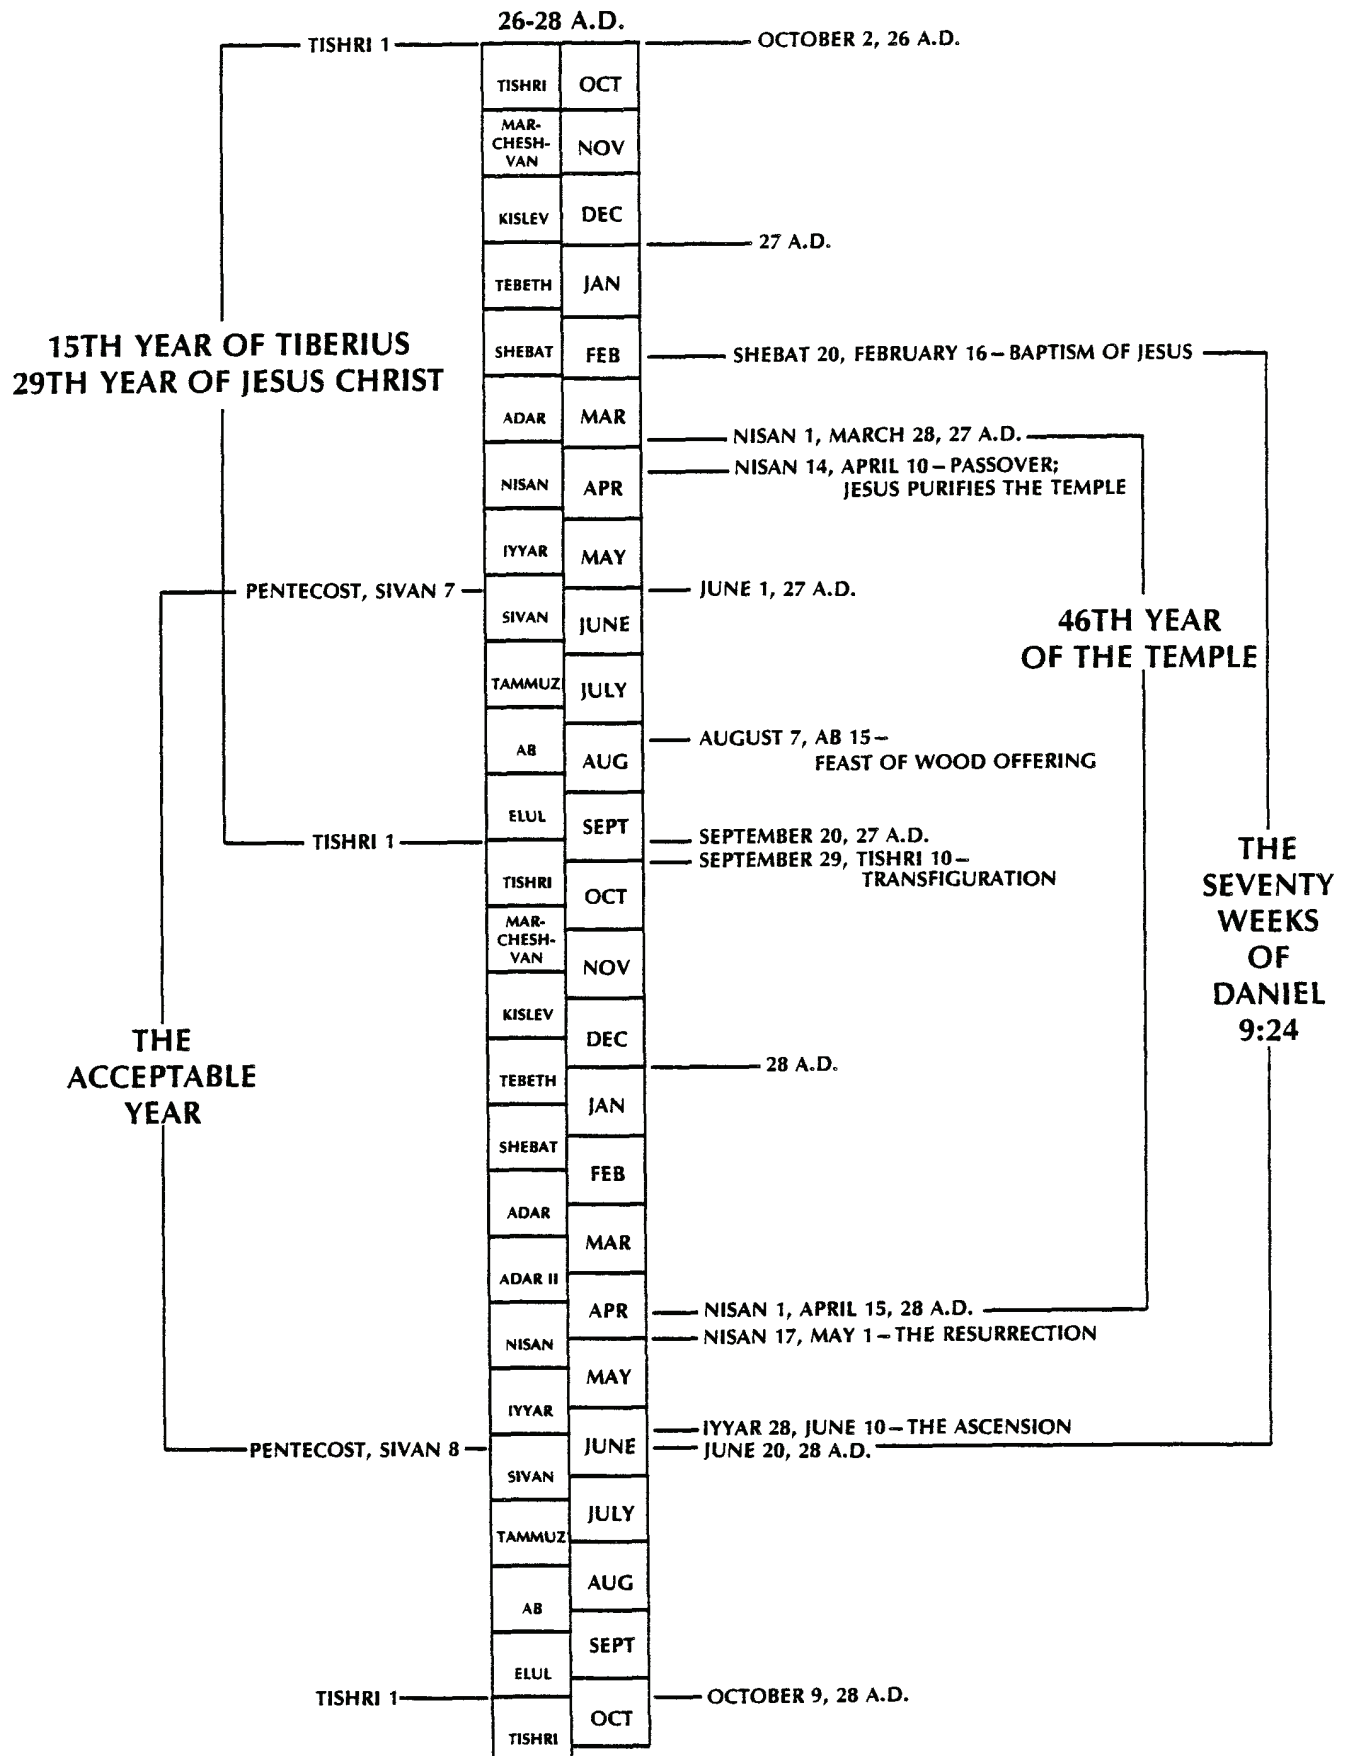 26-28 A.D.
TISHRI 1
OCTOBER 2, 26 A.D.
TISHRI
OCT
MAR-
CHESH-
VAN
NOV
KISLEV
DEC
27 A.D.
TEBETH
JAN
15TH YEAR OF TIBERIUS
29TH YEAR OF JESUS CHRIST
SHEBAT
FEB
SHEBAT 20, FEBRUARY 16–BAPTISM OF JESUS
ADAR
MAR
NISAN 1, MARCH 28, 27 A.D.
NISAN 14, APRIL 10–PASSOVER;
JESUS PURIFIES THE TEMPLE
NISAN
APR
IYYAR
MAY
PENTECOST, SIVAN 7
JUNE 1, 27 A.D.
SIVAN
JUNE
46TH YEAR
OF THE TEMPLE
TAMMUZ
JULY
AB
AUG
AUGUST 7, AB 15–
FEAST OF WOOD OFFERING
ELUL
SEPT
TISHRI 1
SEPTEMBER 20, 27 A.D.
SEPTEMBER 29, TISHRI 10–
TRANSFIGURATION
THE
SEVENTY
WEEKS
OF
DANIEL
9:24
TISHRI
OCT
MAR-
CHESH-
VAN
NOV
KISLEV
DEC
THE
ACCEPTABLE
YEAR
28 A.D.
TEBETH
JAN
SHEBAT
FEB
ADAR
MAR
ADAR II
APR
NISAN 1, APRIL 15, 28 A.D.
NISAN 17, MAY 1–THE RESURRECTION
NISAN
MAY
IYYAR
IYYAR 28, JUNE 10–THE ASCENSION
PENTECOST, SIVAN 8
JUNE
JUNE 20, 28 A.D.
SIVAN
JULY
TAMMUZ
AUG
AB
SEPT
ELUL
TISHRI 1
OCTOBER 9, 28 A.D.
OCT
TISHRI